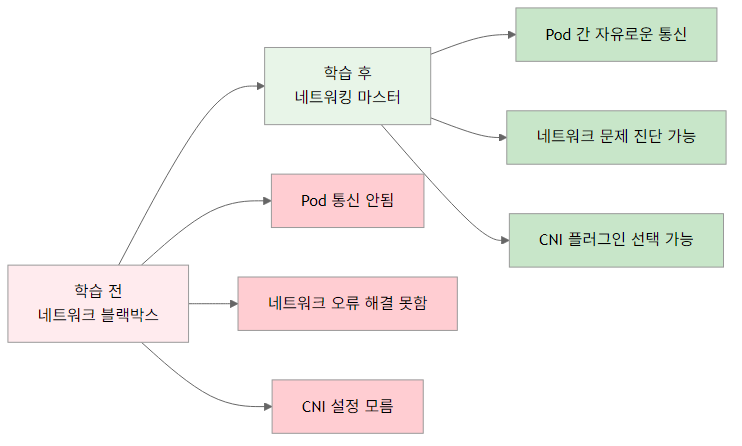 학습 전
네트워크 블랙박스
학습 후
네트워킹 마스터
Pod 통신 안됨
네트워크 오류 해결 못함
CNI 설정 모름
Pod 간 자유로운 통신
네트워크 문제 진단 가능
CNI 플러그인 선택 가능